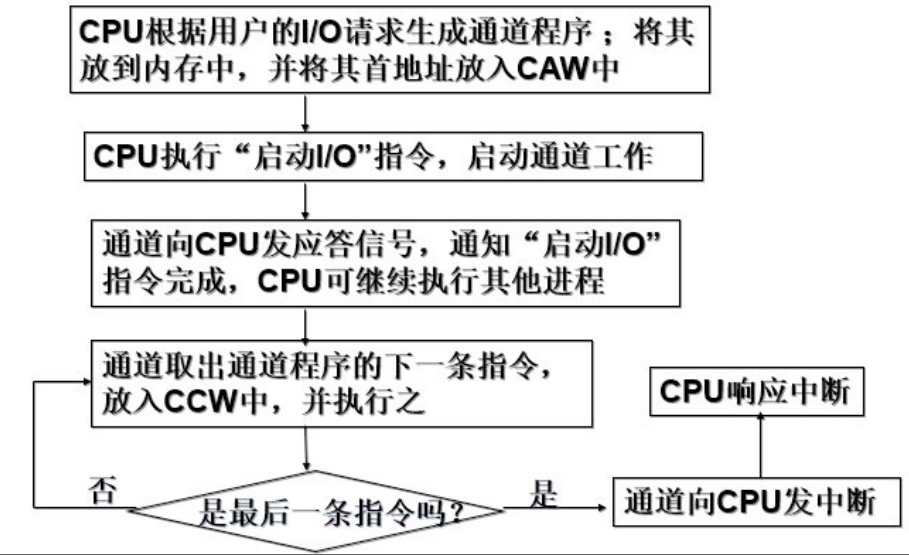 CPU根据用户的I/O请求生成通道程序；将其
放到内存中，并将其首地址放入CAW中
CPU执行“启动I/O”指令，启动通道工作
通道向CPU发应答信号，通知“启动I/O”
指令完成，CPU可继续执行其他进程
通道取出通道程序的下一条指令，
放入CCW中，并执行之
CPU响应中断
否
是最后一条指令吗?
是
通道向CPU发中断